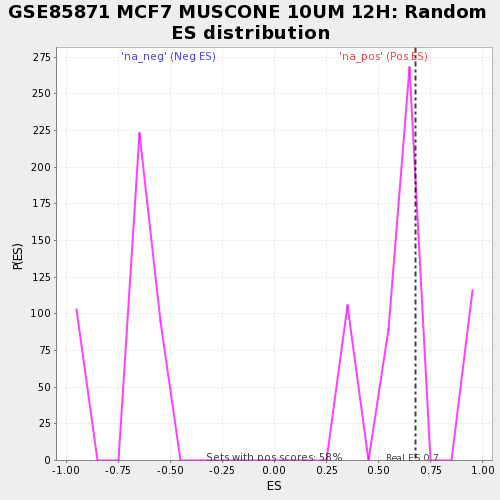 GSE85871 MCF7 MUSCONE 10UM 12H: Random
ES distribution
'na_neg' (Neg ES)
'na_pos' (Pos ES)
275
250
225
200
175
150
125
100
75
50
25
0
P(ES)
Sets with pos scores: 58%
Real ES 0.7
-1.00
-0.75
-0.50
-0.25
0.00
0.25
0.50
0.75
1.00
ES